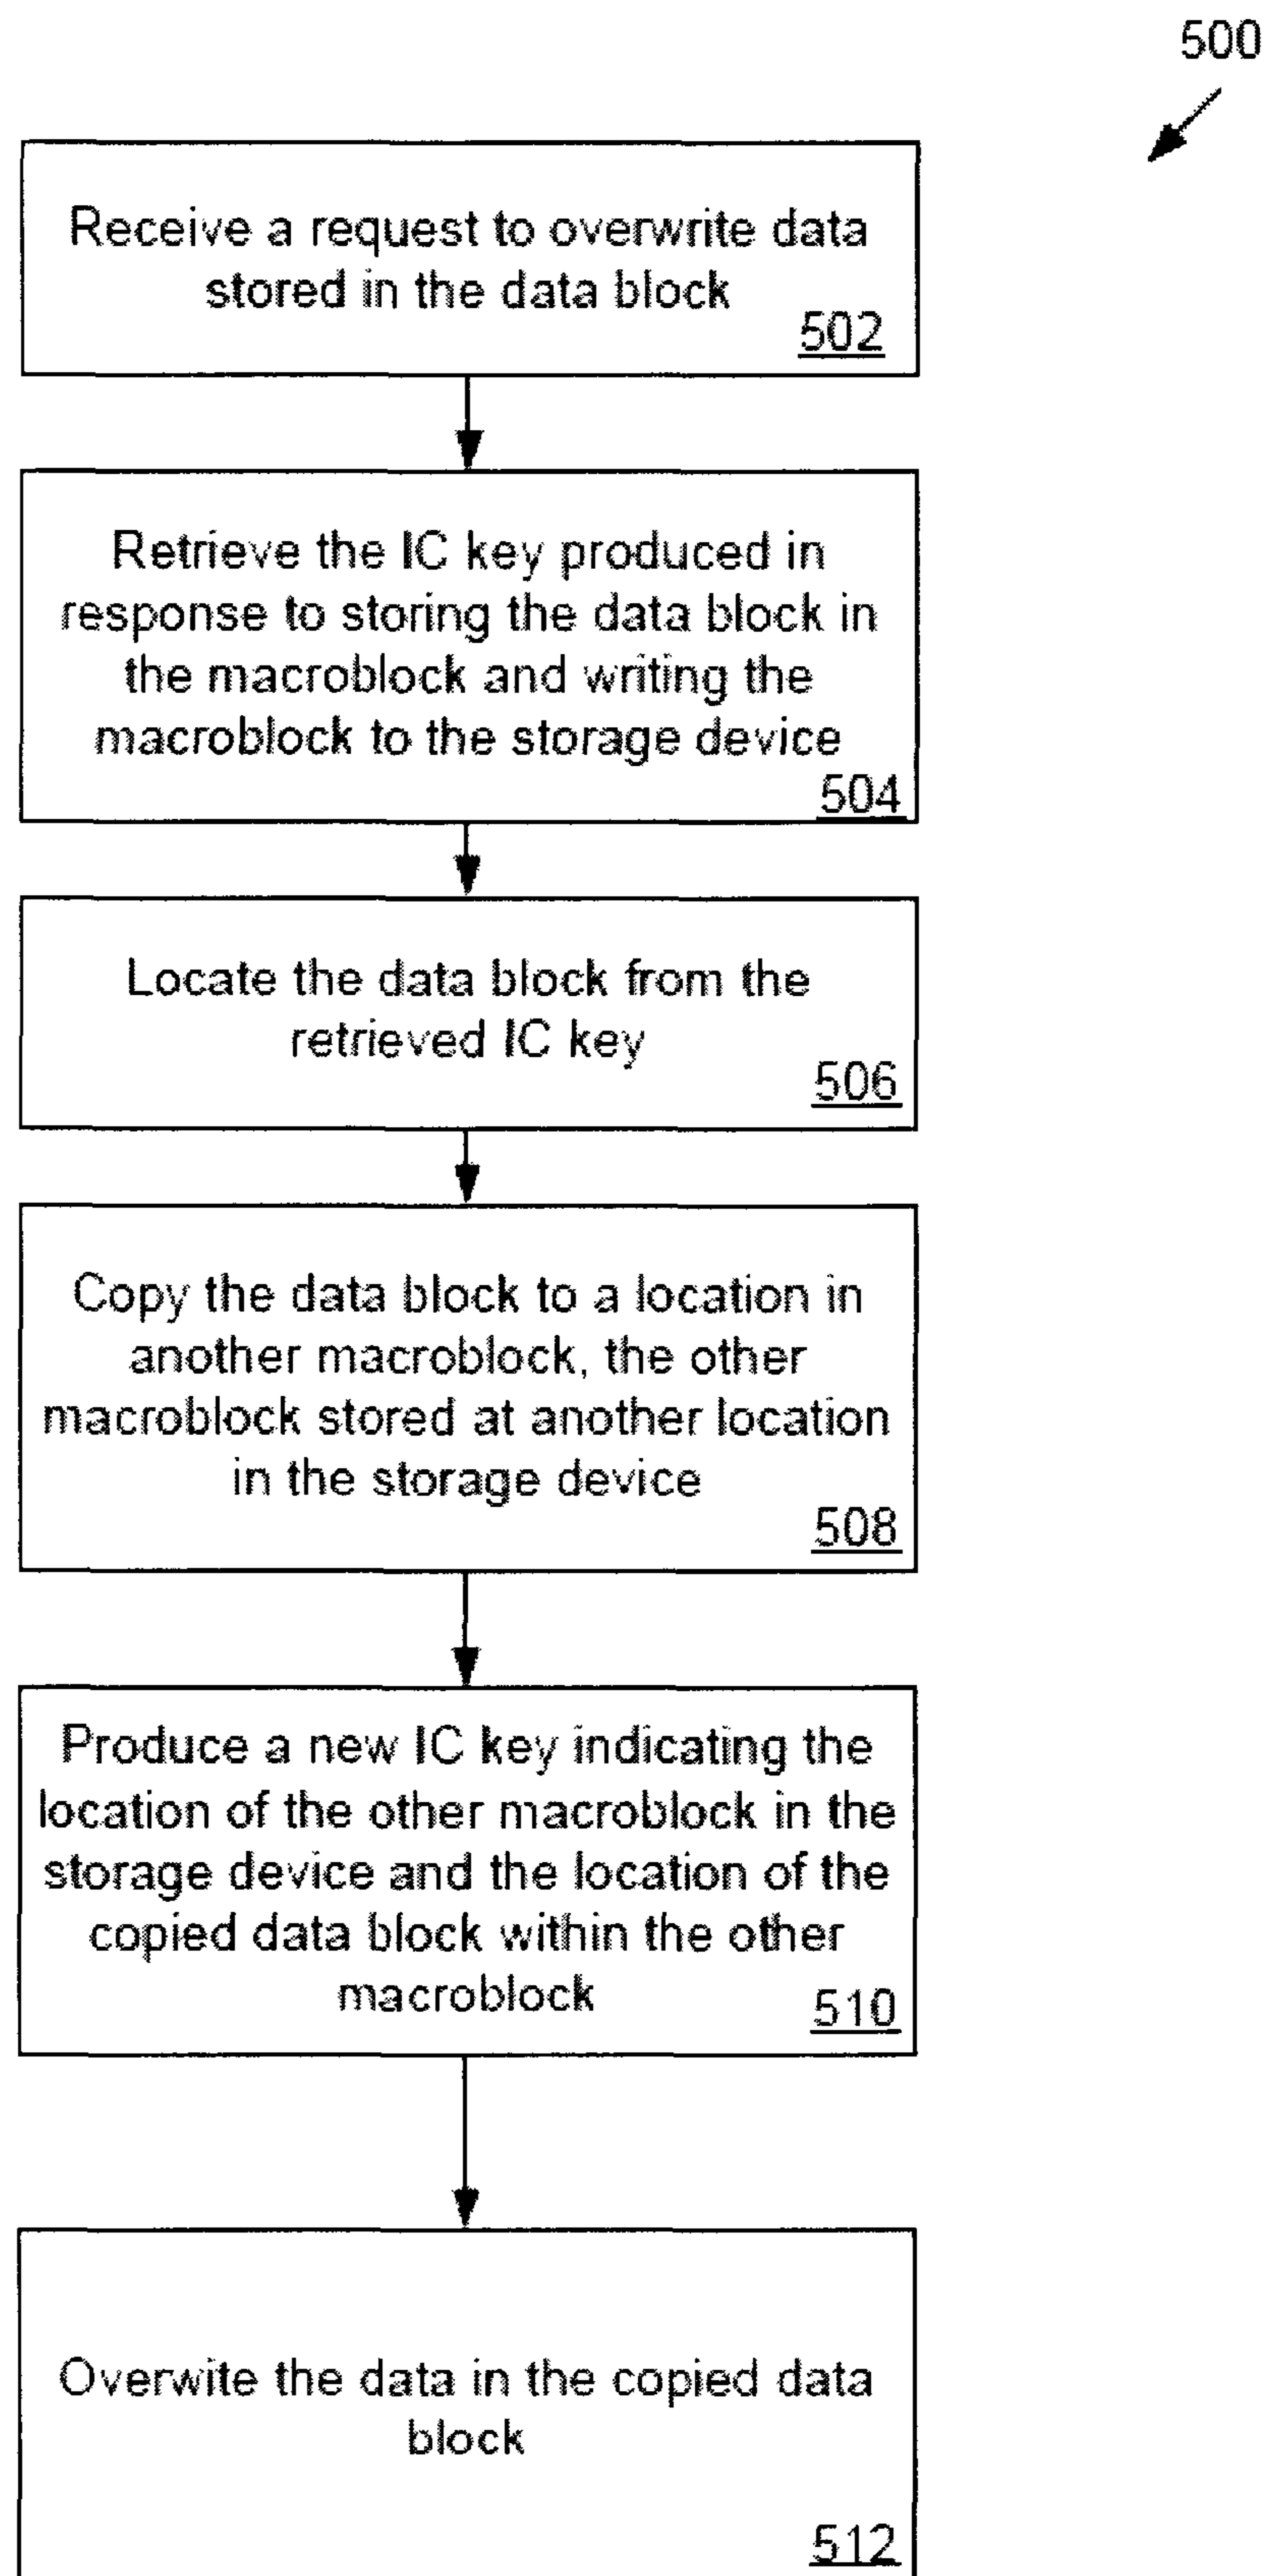 500
Receive a request to overwrite data
stored in the data block
502
Retrieve the IC key produced in
response to storing the data block in
the macroblock and writing the
macroblock to the storage device
504
Locate the data block from the
retrieved IC key
506
Copy the data block to a location in
another macroblock, the other
macroblock stored at another location
in the storage device
508
Produce a new IC key indicating the
location of the other macroblock in the
storage device and the location of the
copied data block within the other
macroblock
510
Overwite the data in the copied data
block
512